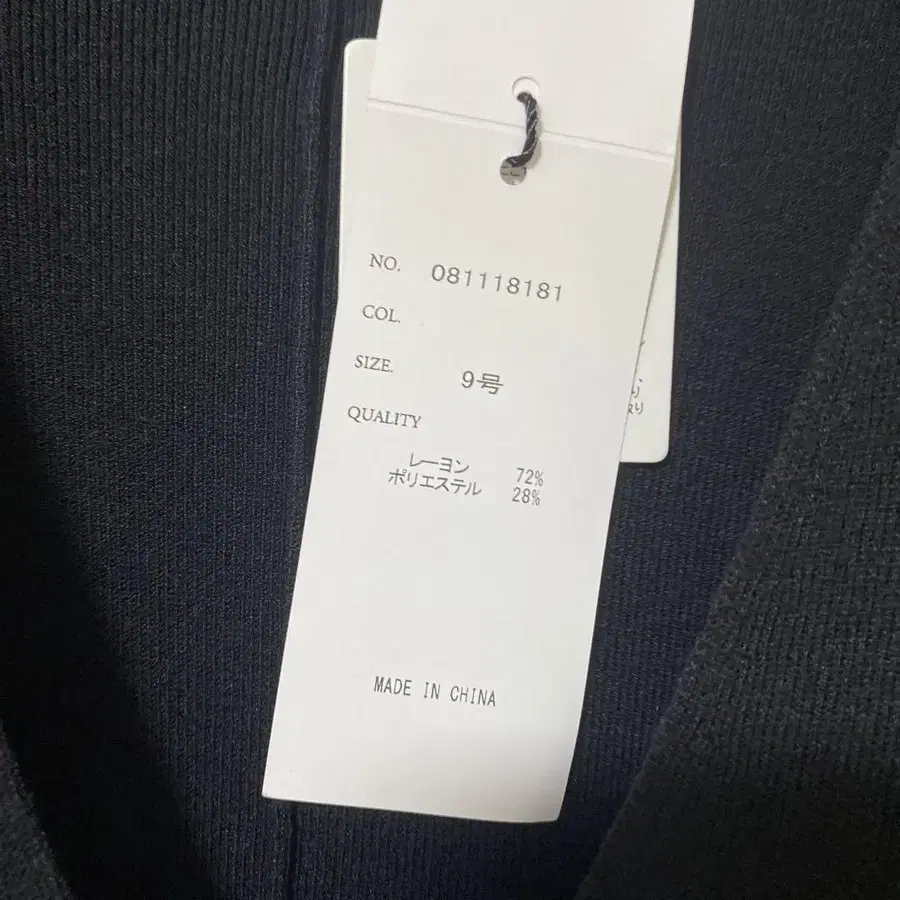 NO. 081118181
COL.
SIZE. 9号
QUALITY
レーヨン 72%
ポリエステル 28%
MADE IN CHINA